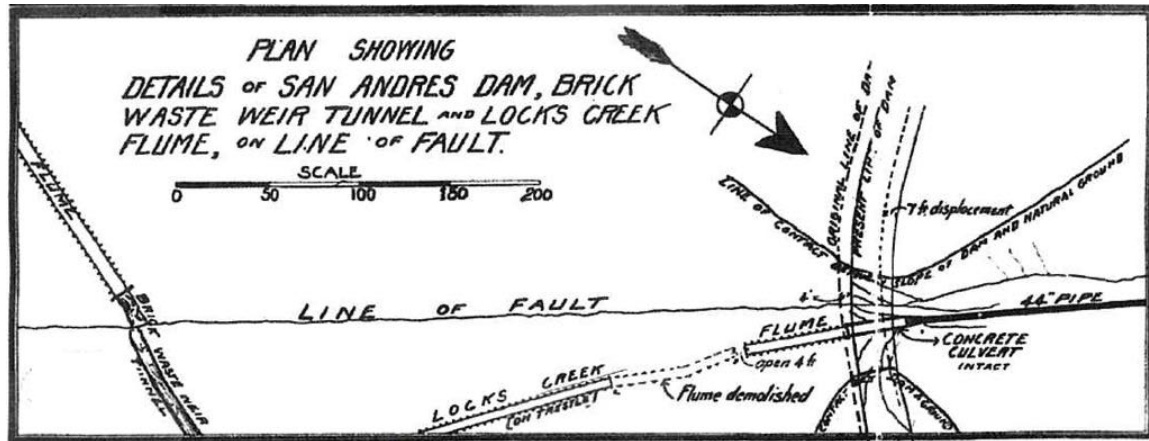 PLAN SHOWING
DETAILS OF SAN ANDRES DAM, BRICK
WASTE WEIR TUNNEL AND LOCKS CREEK
FLUME, ON LINE OF FAULT.
SCALE
0 50 100 150 200
FLUME
BRICK WASTE WEIR
TUNNEL
LINE OF FAULT
LINE OF CONTACT
SLOPE OF DAM AND NATURAL GROUND
LINE OF DA-
PRESENT
OF DAM
7 ft. displacement
44" PIPE
FLUME
CONCRETE
CULVERT
INTACT
open 4 ft
LOCKS CREEK
(ON TRESTLE)
Flume demolished
CONTACT